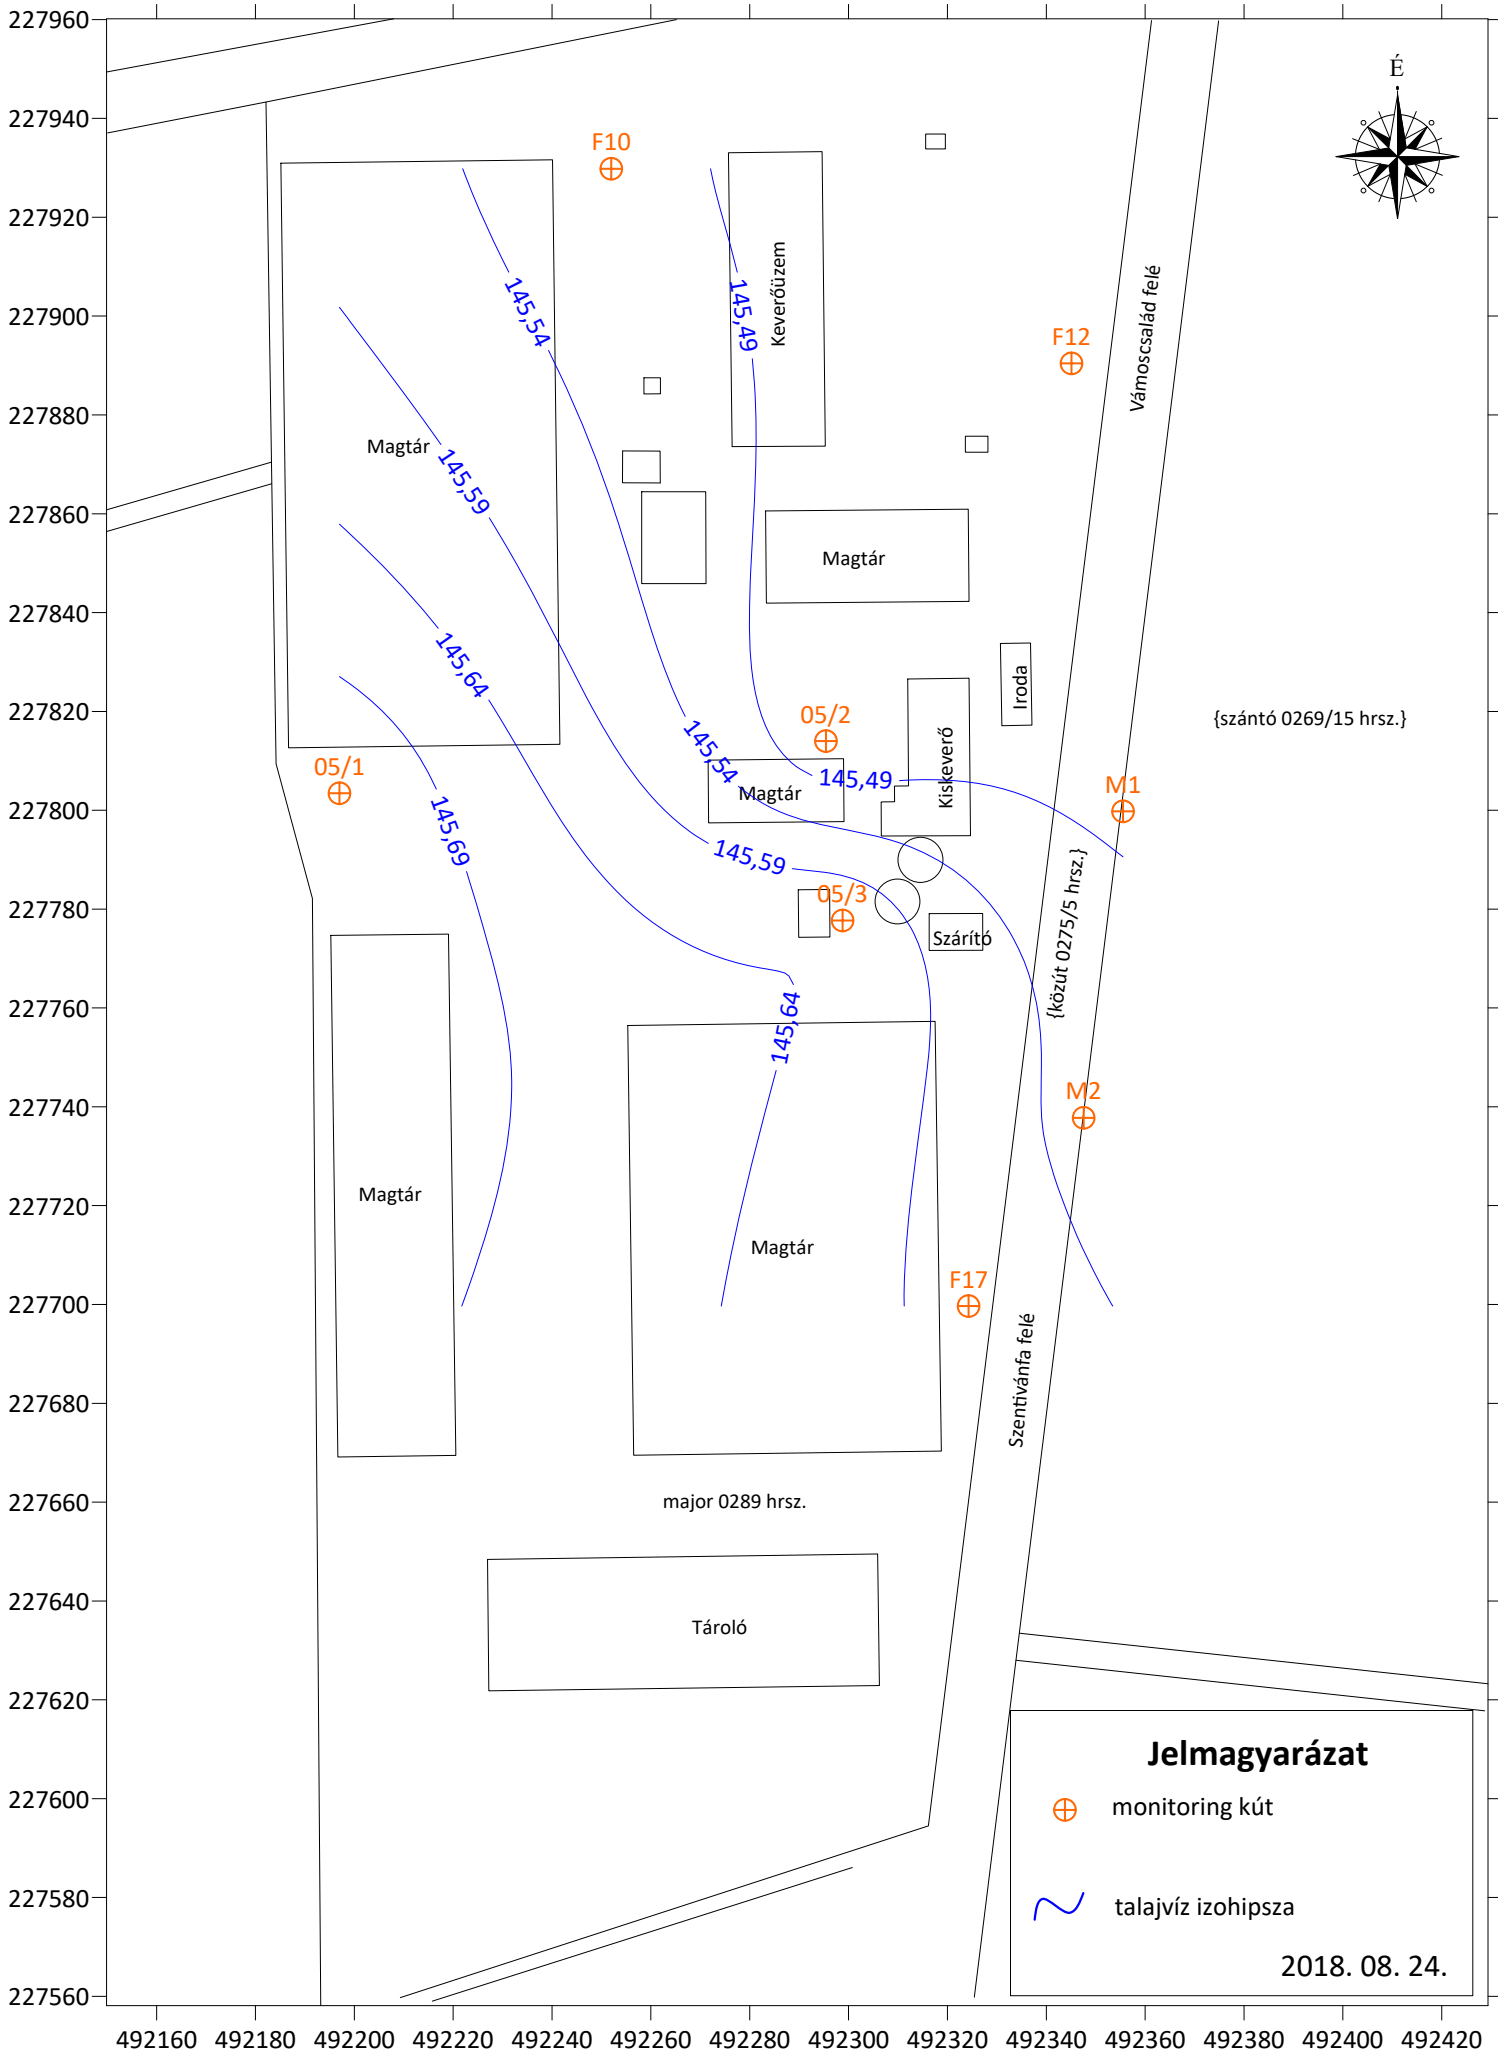 227960
227940
227920
227900
227880
227860
227840
227820
227800
227780
227760
227740
227720
227700
227680
227660
227640
227620
227600
227580
227560
É
F10
145,54
145,49
Keverőüzem
F12
Vámoscsalád felé
Magtár
145,59
Magtár
145,64
Iroda
05/2
{szántó 0269/15 hrsz.}
145,54
05/1
145,49
Kiskeverő
M1
Magtár
145,69
145,59
05/3
{közút 0275/5 hrsz.}
Szárító
145,64
M2
Magtár
Magtár
F17
Szentivánfa felé
major 0289 hrsz.
Tároló
Jelmagyarázat
monitoring kút
talajvíz izohipsza
2018. 08. 24.
492160 492180 492200 492220 492240 492260 492280 492300 492320 492340 492360 492380 492400 492420